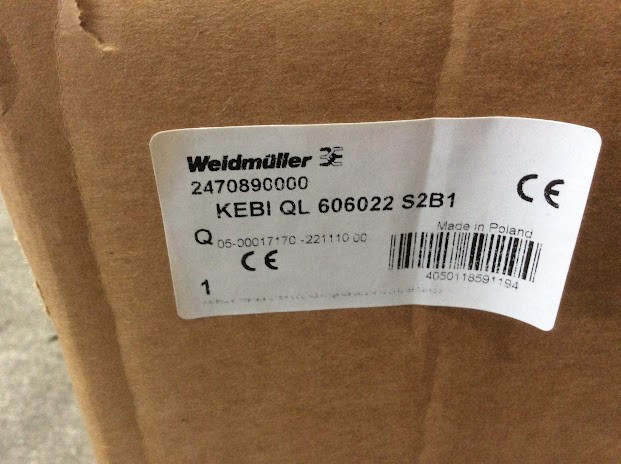 Weidmüller
2470890000
KEBI QL 606022 S2B1
Made in Poland
Q 05-00017170 -221110 00
CE
CE
1
4050118591194